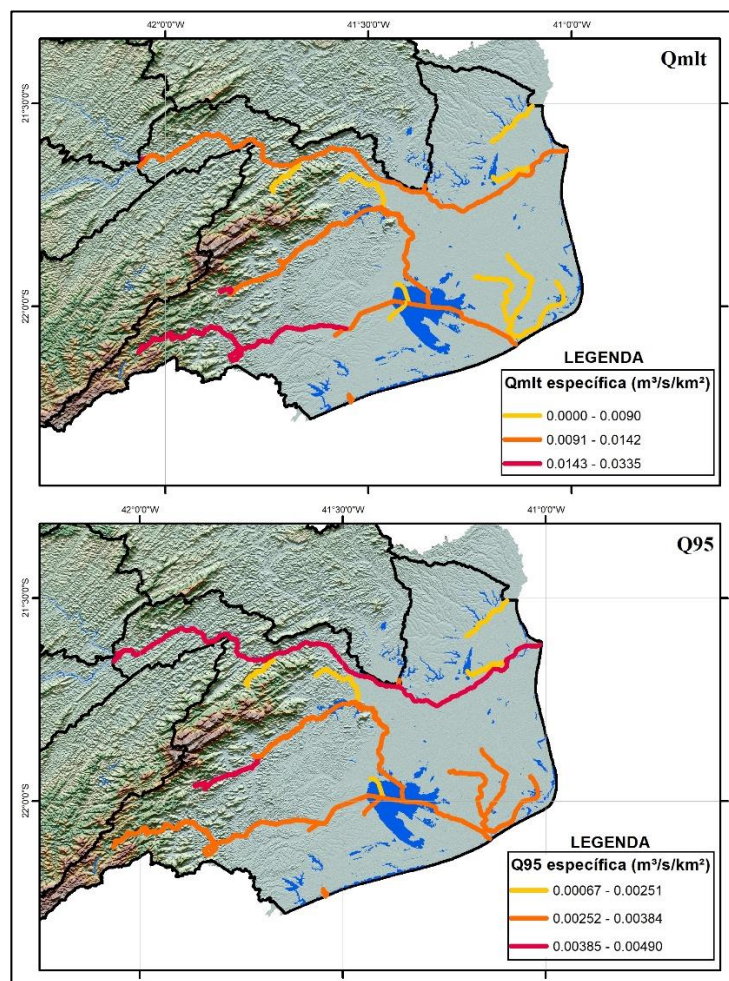 42°0'0"W 41°30'0"W 41°0'0"W
Qmlt
21°30'0"S
22°0'0"S
LEGENDA
Qmlt específica (m³/s/km²)
0.0000 - 0.0090
0.0091 - 0.0142
0.0143 - 0.0335
42°0'0"W 41°30'0"W 41°0'0"W
Q95
21°30'0"S
22°0'0"S
LEGENDA
Q95 específica (m³/s/km²)
0.00067 - 0.00251
0.00252 - 0.00384
0.00385 - 0.00490